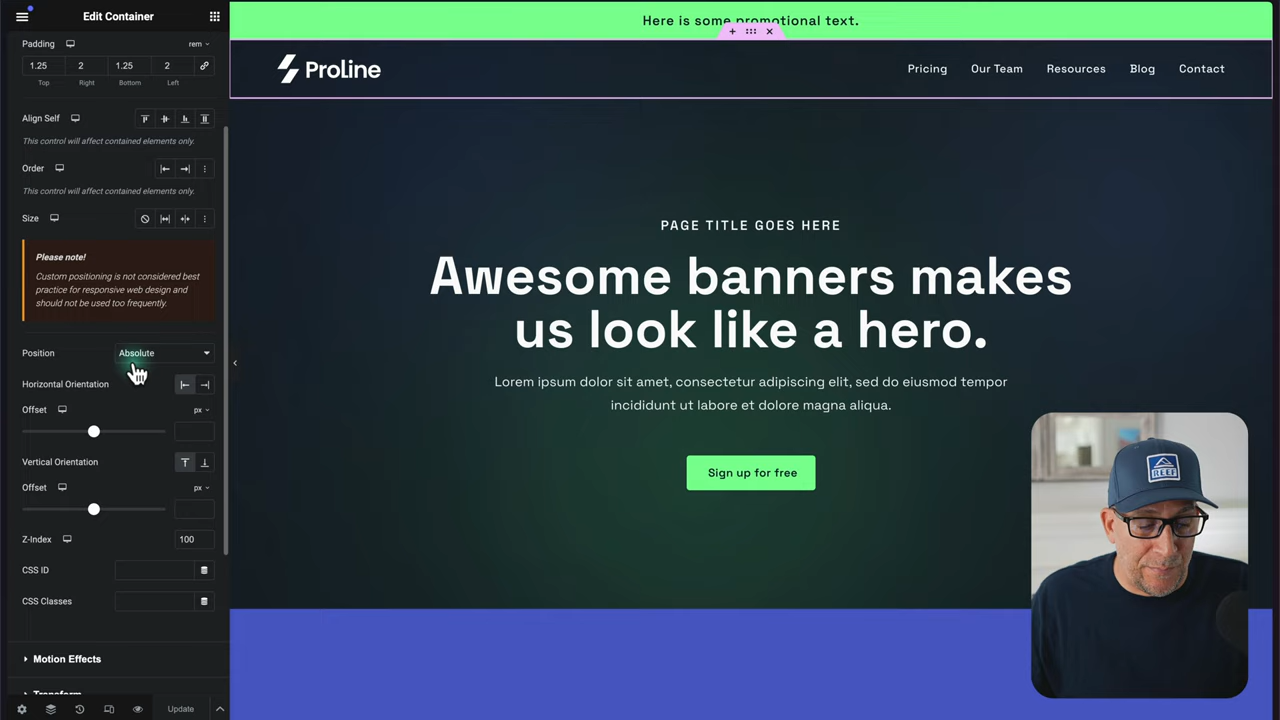 Edit Container
Padding rem
1.25 2 1.25 2
Top Right Bottom Left
Align Self
This control will affect contained elements only.
Order
This control will affect contained elements only.
Size
Please note!
Custom positioning is not considered best
practice for responsive web design and
should not be used too frequently.
Position Absolute
Horizontal Orientation
Offset px
Vertical Orientation
Offset px
Z-Index 100
CSS ID
CSS Classes
Motion Effects
Transform
Update
Here is some promotional text.
ProLine
Pricing Our Team Resources Blog Contact
PAGE TITLE GOES HERE
Awesome banners makes
us look like a hero.
Lorem ipsum dolor sit amet, consectetur adipiscing elit, sed do eiusmod tempor
incididunt ut labore et dolore magna aliqua.
Sign up for free
REEF